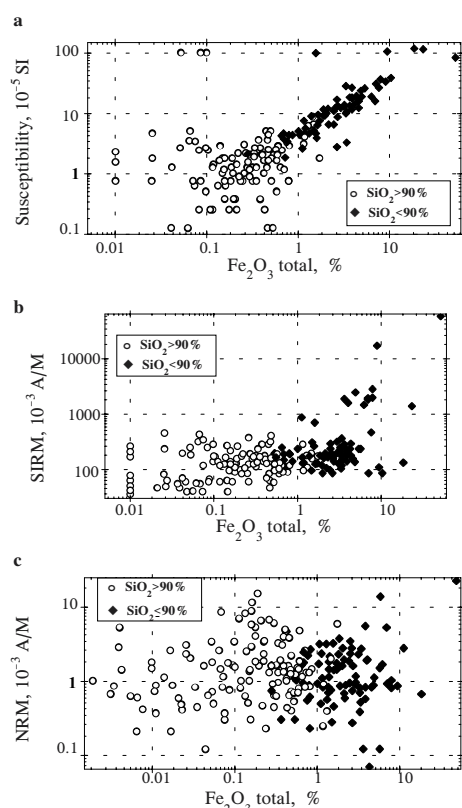 a
100
10
1
0.1
Susceptibility, 10⁻⁵ SI
SiO₂>90%
SiO₂<90%
0.01 0.1 1 10
Fe₂O₃ total, %
b
10000
1000
100
SIRM, 10⁻³ A/M
SiO₂>90%
SiO₂<90%
0.01 0.1 1 10
Fe₂O₃ total, %
c
10
1
0.1
NRM, 10⁻³ A/M
SiO₂>90%
SiO₂<90%
0.01 0.1 1 10
Fe₂O₃ total, %